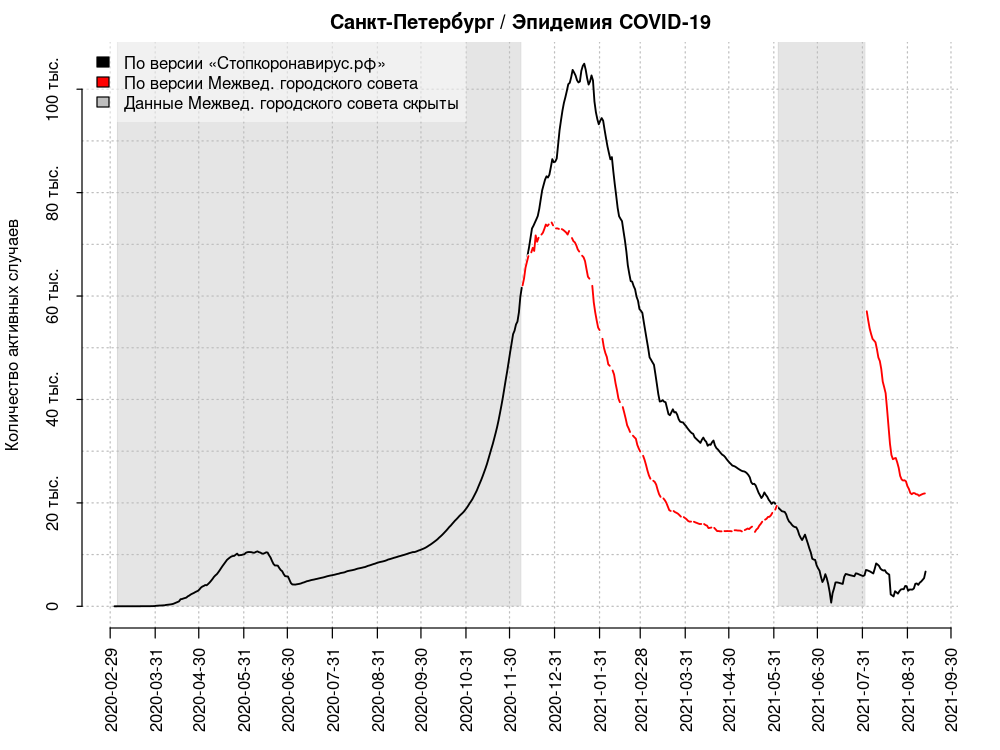 Санкт-Петербург / Эпидемия COVID-19
По версии «Стопкоронавирус.рф»
По версии Межвед. городского совета
Данные Межвед. городского совета скрыты
Количество активных случаев
100 тыс.
80 тыс.
60 тыс.
40 тыс.
20 тыс.
0
2020-02-29
2020-03-31
2020-04-30
2020-05-31
2020-06-30
2020-07-31
2020-08-31
2020-09-30
2020-10-31
2020-11-30
2020-12-31
2021-01-31
2021-02-28
2021-03-31
2021-04-30
2021-05-31
2021-06-30
2021-07-31
2021-08-31
2021-09-30